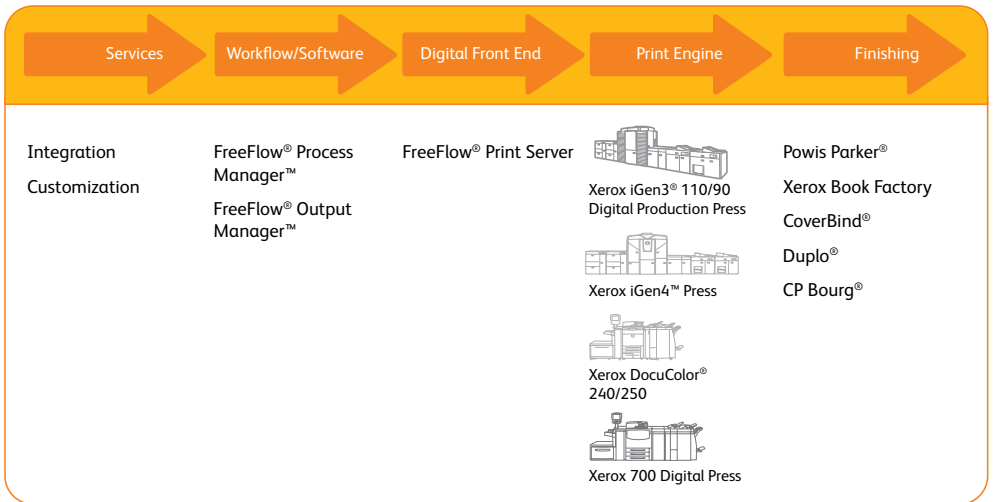 Services
Workflow/Software
Digital Front End
Print Engine
Finishing
Integration
Customization
FreeFlow® Process
Manager™
FreeFlow® Output
Manager™
FreeFlow® Print Server
Xerox iGen3® 110/90
Digital Production Press
Xerox iGen4™ Press
Xerox DocuColor®
240/250
Xerox 700 Digital Press
Powis Parker®
Xerox Book Factory
CoverBind®
Duplo®
CP Bourg®